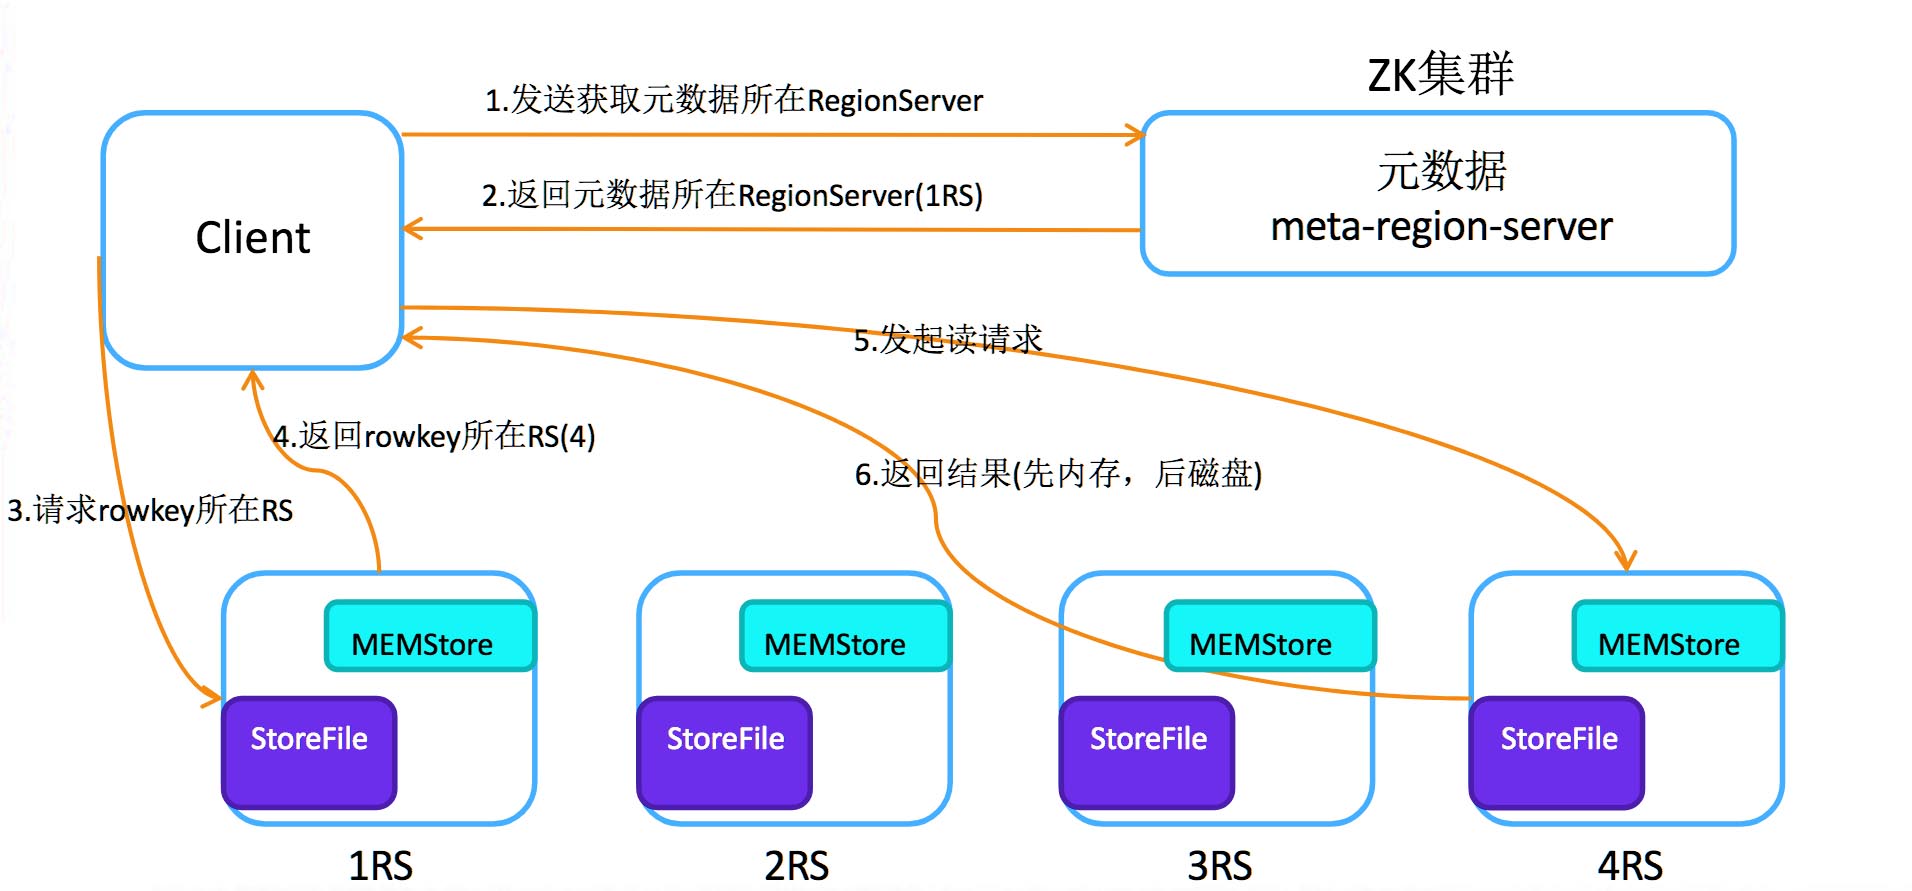 ZK集群
1.发送获取元数据所在RegionServer
元数据
meta-region-server
2.返回元数据所在RegionServer(1RS)
Client
5.发起读请求
4.返回rowkey所在RS(4)
6.返回结果(先内存，后磁盘)
3.请求rowkey所在RS
MEMStore
MEMStore
MEMStore
MEMStore
StoreFile
StoreFile
StoreFile
StoreFile
1RS
2RS
3RS
4RS